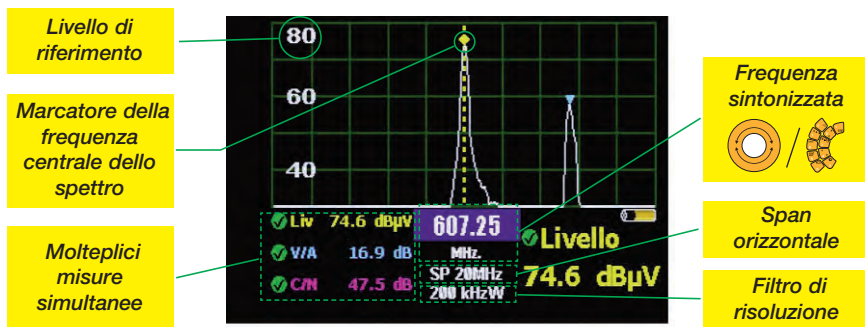 Livello di
riferimento
Marcatore della
frequenza
centrale dello
spettro
Molteplici
misure
simultanee
80
60
40
Liv 74.6 dBµV
V/A 16.9 dB
C/N 47.5 dB
607.25
MHz.
SP 20MHz
200 kHzW
Livello
74.6 dBµV
Frequenza
sintonizzata
/
Span
orizzontale
Filtro di
risoluzione